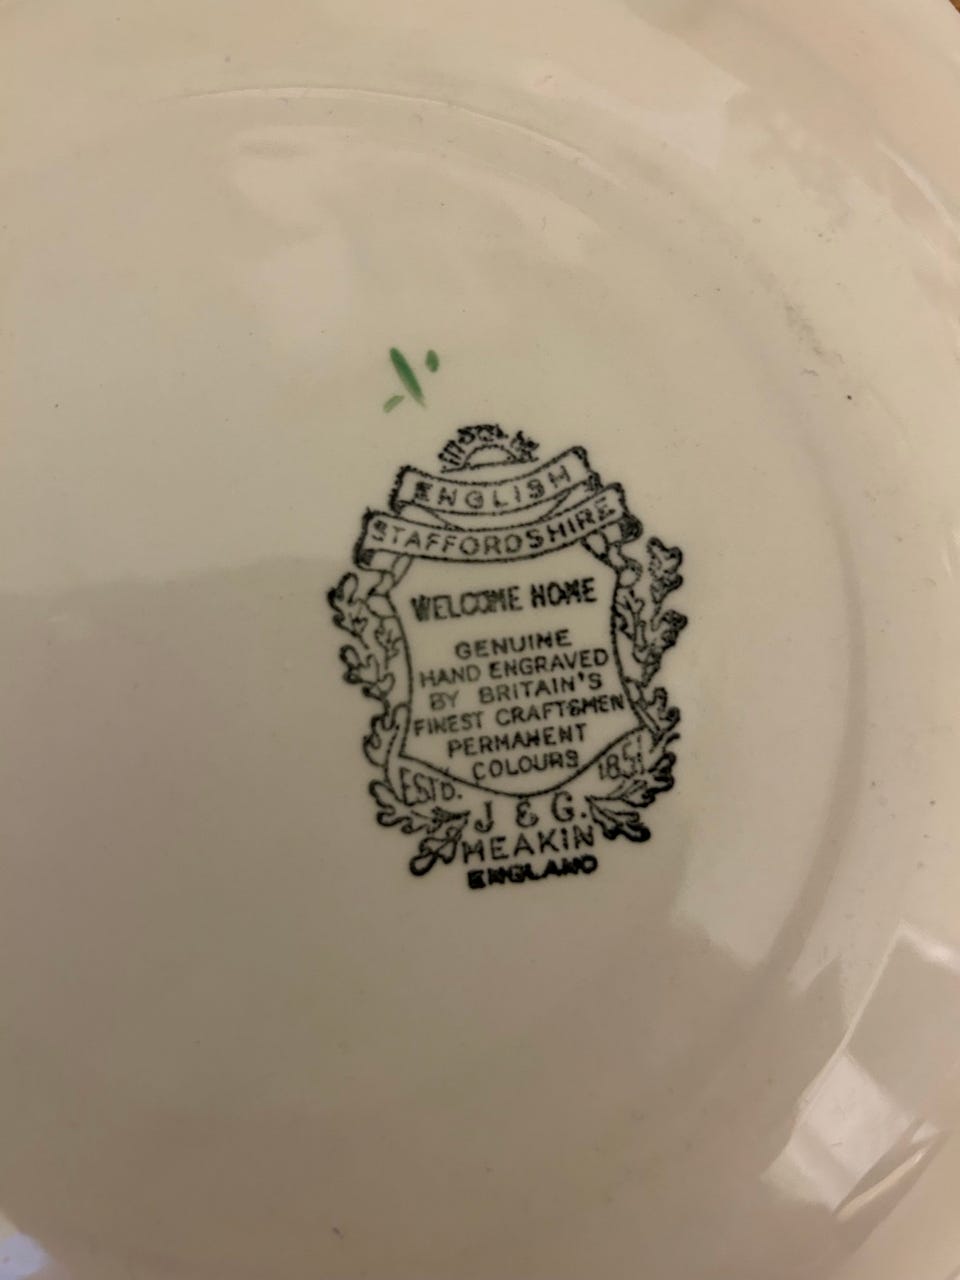 ENGLISH
STAFFORDSHIRE
WELCOME HOME
GENUINE
HAND ENGRAVED
BY BRITAIN'S
FINEST CRAFTSMEN
PERMANENT
COLOURS
ESTD. 1851
J & G.
MEAKIN
ENGLAND